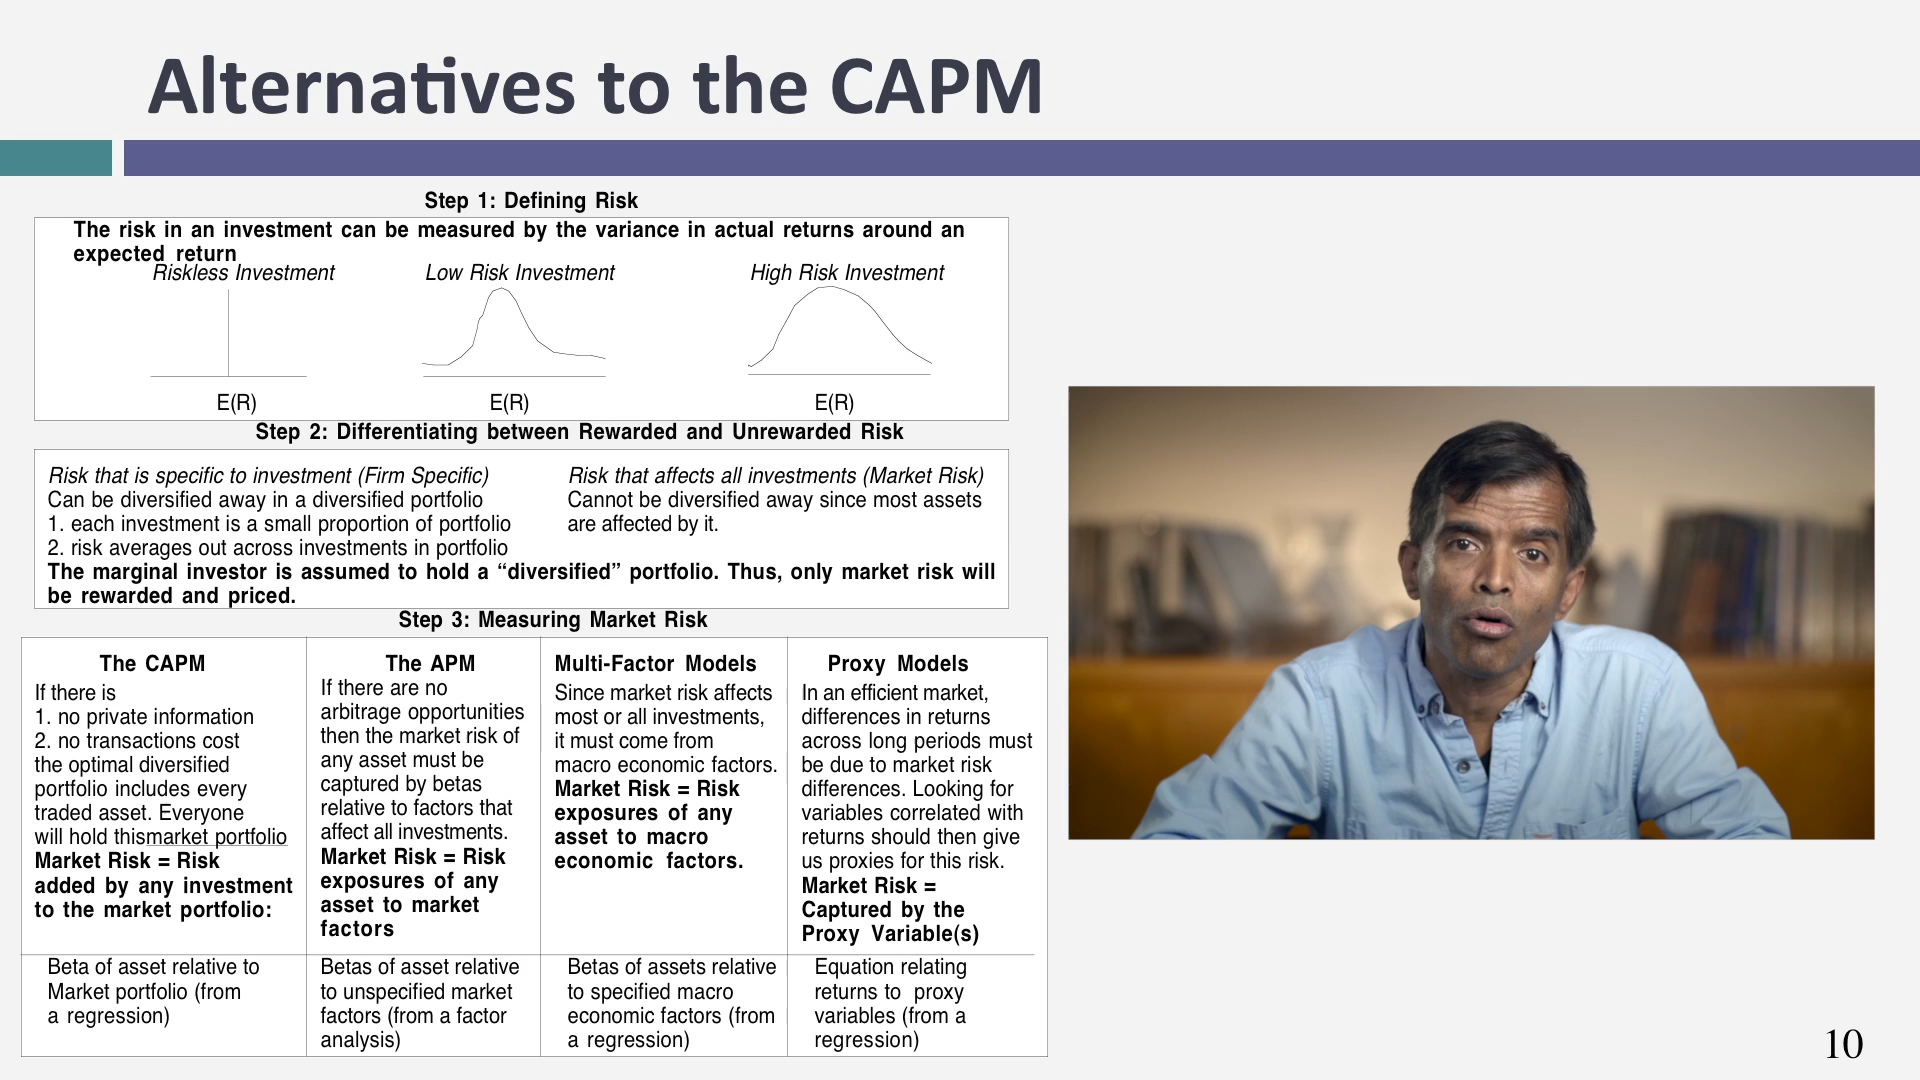 Alternatives to the CAPM
Step 1: Defining Risk
The risk in an investment can be measured by the variance in actual returns around an
expected return
Riskless Investment
Low Risk Investment
High Risk Investment
E(R)
E(R)
E(R)
Step 2: Differentiating between Rewarded and Unrewarded Risk
Risk that is specific to investment (Firm Specific)
Can be diversified away in a diversified portfolio
1. each investment is a small proportion of portfolio
2. risk averages out across investments in portfolio
Risk that affects all investments (Market Risk)
Cannot be diversified away since most assets
are affected by it.
The marginal investor is assumed to hold a “diversified” portfolio. Thus, only market risk will
be rewarded and priced.
Step 3: Measuring Market Risk
The CAPM
If there is
1. no private information
2. no transactions cost
the optimal diversified
portfolio includes every
traded asset. Everyone
will hold thismarket portfolio
Market Risk = Risk
added by any investment
to the market portfolio:
Beta of asset relative to
Market portfolio (from
a regression)
The APM
If there are no
arbitrage opportunities
then the market risk of
any asset must be
captured by betas
relative to factors that
affect all investments.
Market Risk = Risk
exposures of any
asset to market
factors
Betas of asset relative
to unspecified market
factors (from a factor
analysis)
Multi-Factor Models
Since market risk affects
most or all investments,
it must come from
macro economic factors.
Market Risk = Risk
exposures of any
asset to macro
economic factors.
Betas of assets relative
to specified macro
economic factors (from
a regression)
Proxy Models
In an efficient market,
differences in returns
across long periods must
be due to market risk
differences. Looking for
variables correlated with
returns should then give
us proxies for this risk.
Market Risk =
Captured by the
Proxy Variable(s)
Equation relating
returns to proxy
variables (from a
regression)
10